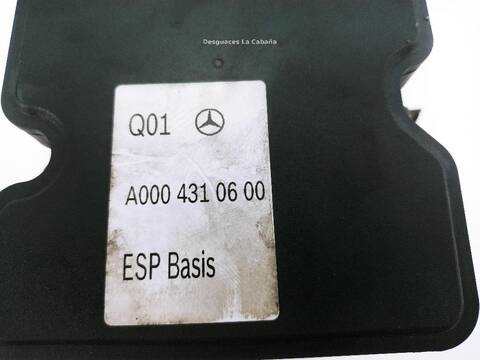 Desguaces La Cabaña
Q01
A000 431 06 00
ESP Basis